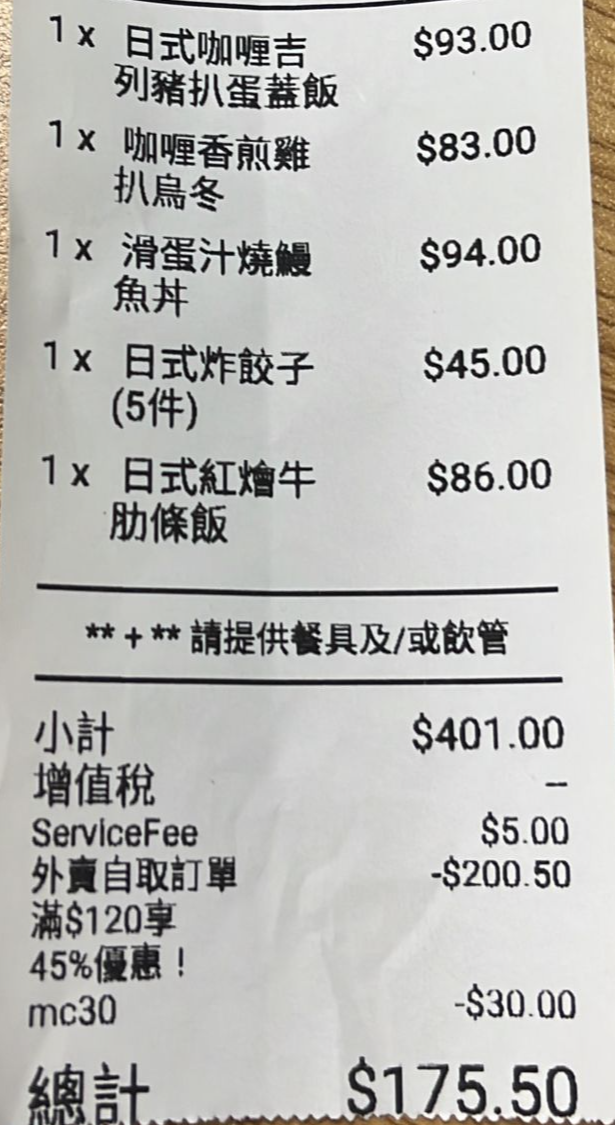 1 x 日式咖喱吉 $93.00
列豬扒蛋蓋飯
1 x 咖喱香煎雞 $83.00
扒烏冬
1 x 滑蛋汁燒鰻 $94.00
魚丼
1 x 日式炸餃子 $45.00
(5件)
1 x 日式紅燴牛 $86.00
肋條飯
** + ** 請提供餐具及/或飲管
小計 $401.00
增值稅 –
ServiceFee $5.00
外賣自取訂單 -$200.50
滿$120享
45%優惠！
mc30 -$30.00
總計 $175.50